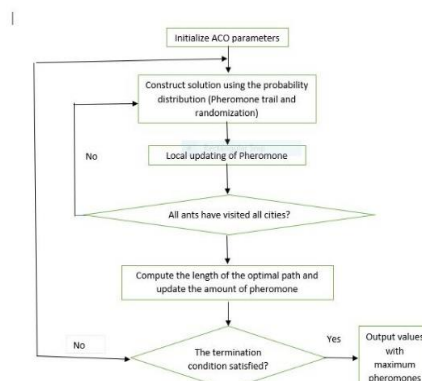 Initialize ACO parameters
Construct solution using the probability
distribution (Pheromone trail and
randomization)
No
Local updating of Pheromone
All ants have visited all cities?
Compute the length of the optimal path and
update the amount of pheromone
No
The termination
condition satisfied?
Yes
Output values
with
maximum
pheromones